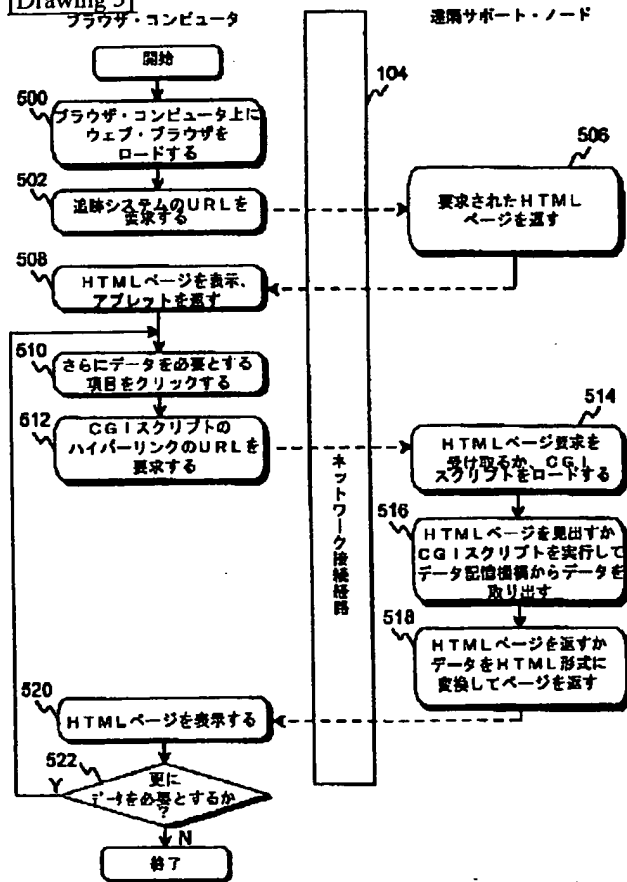 [Drawing 5]
ブラウザ・コンピュータ
遠隔サポート・ノード
開始
104
500
ブラウザ・コンピュータ上に
ウェブ・ブラウザを
ロードする
502
追跡システムのURLを
要求する
506
要求されたHTML
ページを返す
508
HTMLページを表示、
アプレットを返す
510
さらにデータを必要とする
項目をクリックする
512
CGIスクリプトの
ハイパーリンクのURLを
要求する
ネットワーク接続経路
514
HTMLページ要求を
受け取るか、CGI
スクリプトをロードする
516
HTMLページを見出すか
CGIスクリプトを実行して
データ記憶機構からデータを
取り出す
518
HTMLページを返すか
データをHTML形式に
変換してページを返す
520
HTMLページを表示する
522
更に
データを必要とするか
?
Y
N
終了